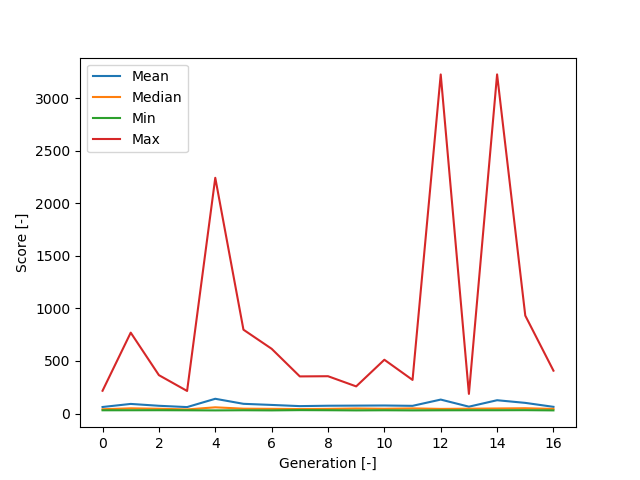 Mean
Median
Min
Max
3000
2500
2000
1500
1000
500
0
Score [-]
0 2 4 6 8 10 12 14 16
Generation [-]